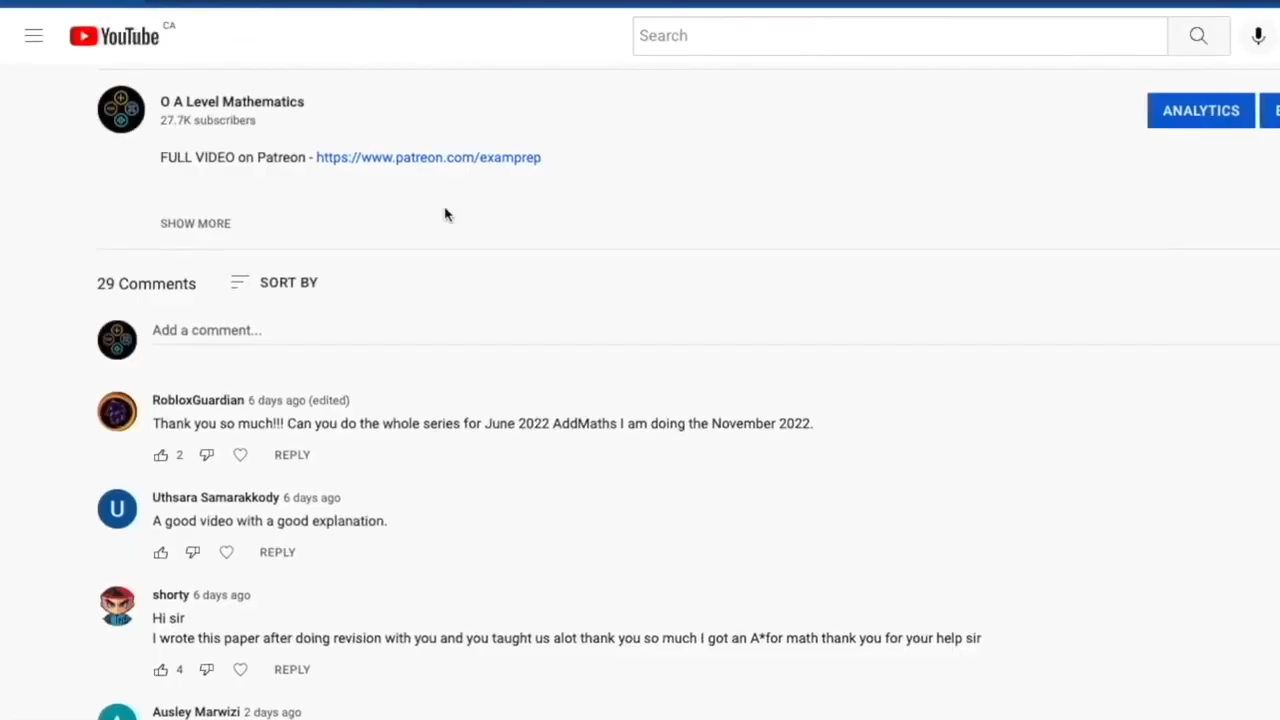 YouTube CA
Search
O A Level Mathematics
27.7K subscribers
ANALYTICS
FULL VIDEO on Patreon - https://www.patreon.com/examprep
SHOW MORE
29 Comments SORT BY
Add a comment...
RobloxGuardian 6 days ago (edited)
Thank you so much!!! Can you do the whole series for June 2022 AddMaths I am doing the November 2022.
2 REPLY
U
Uthsara Samarakkody 6 days ago
A good video with a good explanation.
REPLY
shorty 6 days ago
Hi sir
I wrote this paper after doing revision with you and you taught us alot thank you so much I got an A*for math thank you for your help sir
4 REPLY
Ausley Marwizi 2 days ago